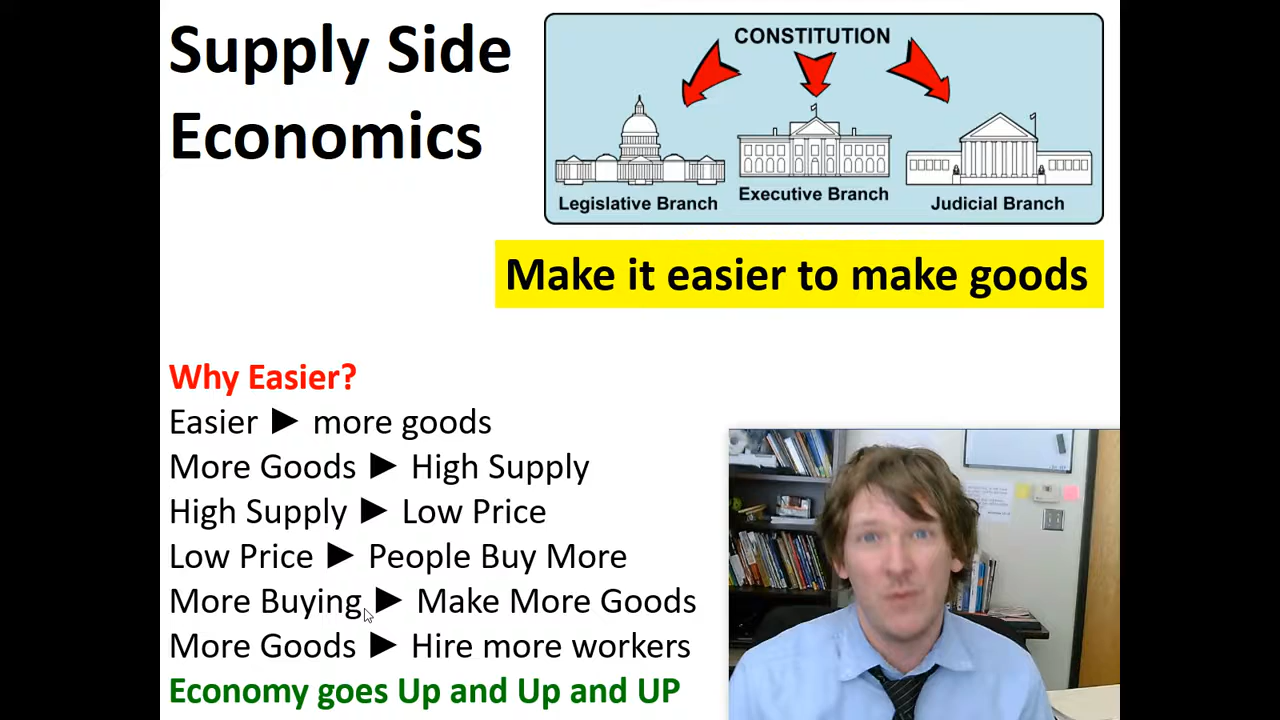 Supply Side
Economics
CONSTITUTION
Legislative Branch
Executive Branch
Judicial Branch
Make it easier to make goods
Why Easier?
Easier ► more goods
More Goods ► High Supply
High Supply ► Low Price
Low Price ► People Buy More
More Buying ► Make More Goods
More Goods ► Hire more workers
Economy goes Up and Up and UP